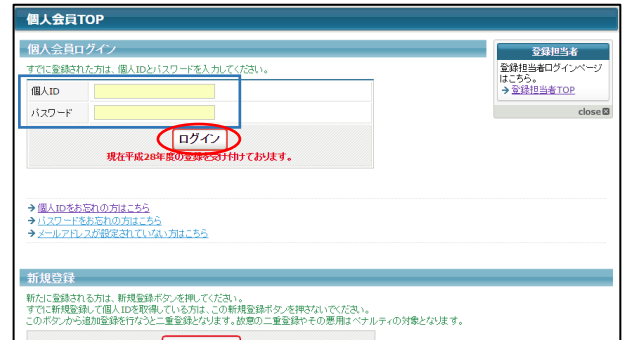 個人会員TOP
個人会員ログイン
すでに登録された方は、個人IDとパスワードを入力してください。
個人ID
パスワード
ログイン
現在平成28年度の登録を受け付けております。
登録担当者
登録担当者ログインページ
はこちら。
登録担当者TOP
close
個人IDをお忘れの方はこちら
パスワードをお忘れの方はこちら
メールアドレスが設定されていない方はこちら
新規登録
新たに登録される方は、新規登録ボタンを押してください。
すでに新規登録して個人IDを取得している方は、この新規登録ボタンを押さないでください。
このボタンから追加登録を行なうと二重登録となります。故意の二重登録やその悪用はペナルティの対象となります。